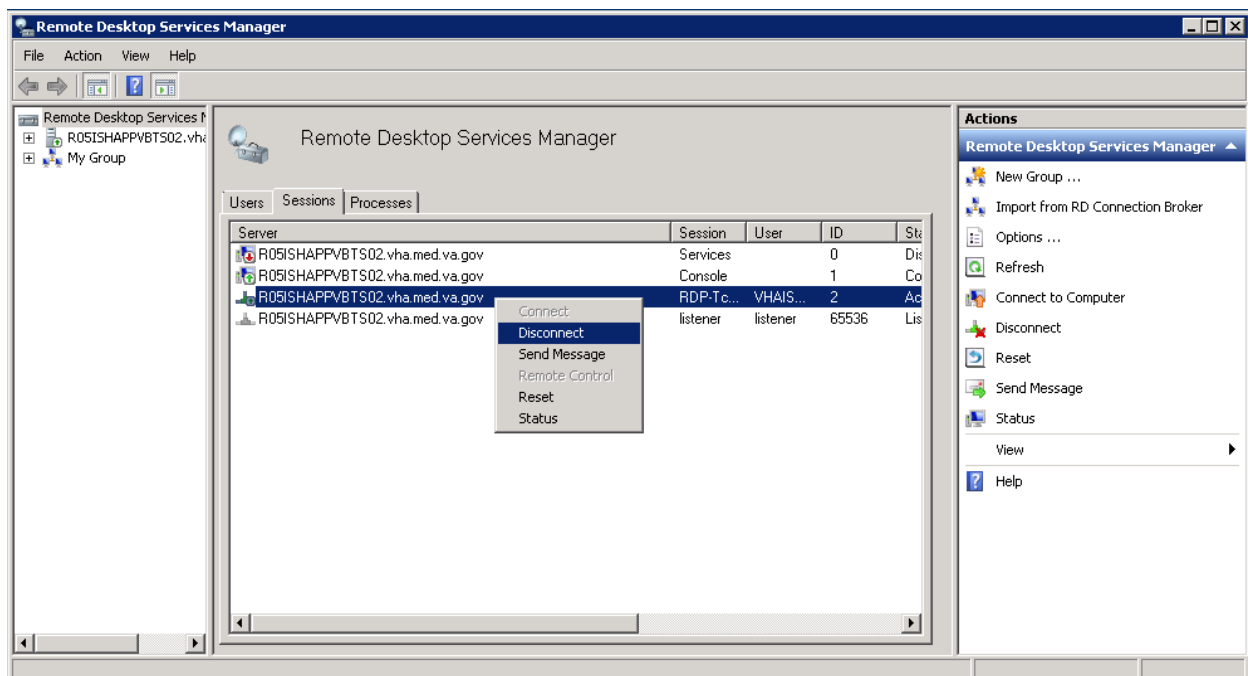 Remote Desktop Services Manager
File Action View Help
Remote Desktop Services M
R05ISHAPPVBTS02.vha
My Group
Remote Desktop Services Manager
Users Sessions Processes
Server Session User ID Sta
R05ISHAPPVBTS02.vha.med.va.gov Services 0 Dis
R05ISHAPPVBTS02.vha.med.va.gov Console 1 Co
R05ISHAPPVBTS02.vha.med.va.gov RDP-Tc... VHAIS... 2 Ac
R05ISHAPPVBTS02.vha.med.va.gov listener listener 65536 Lis
Connect
Disconnect
Send Message
Remote Control
Reset
Status
Actions
Remote Desktop Services Manager
New Group ...
Import from RD Connection Broker
Options ...
Refresh
Connect to Computer
Disconnect
Reset
Send Message
Status
View
Help